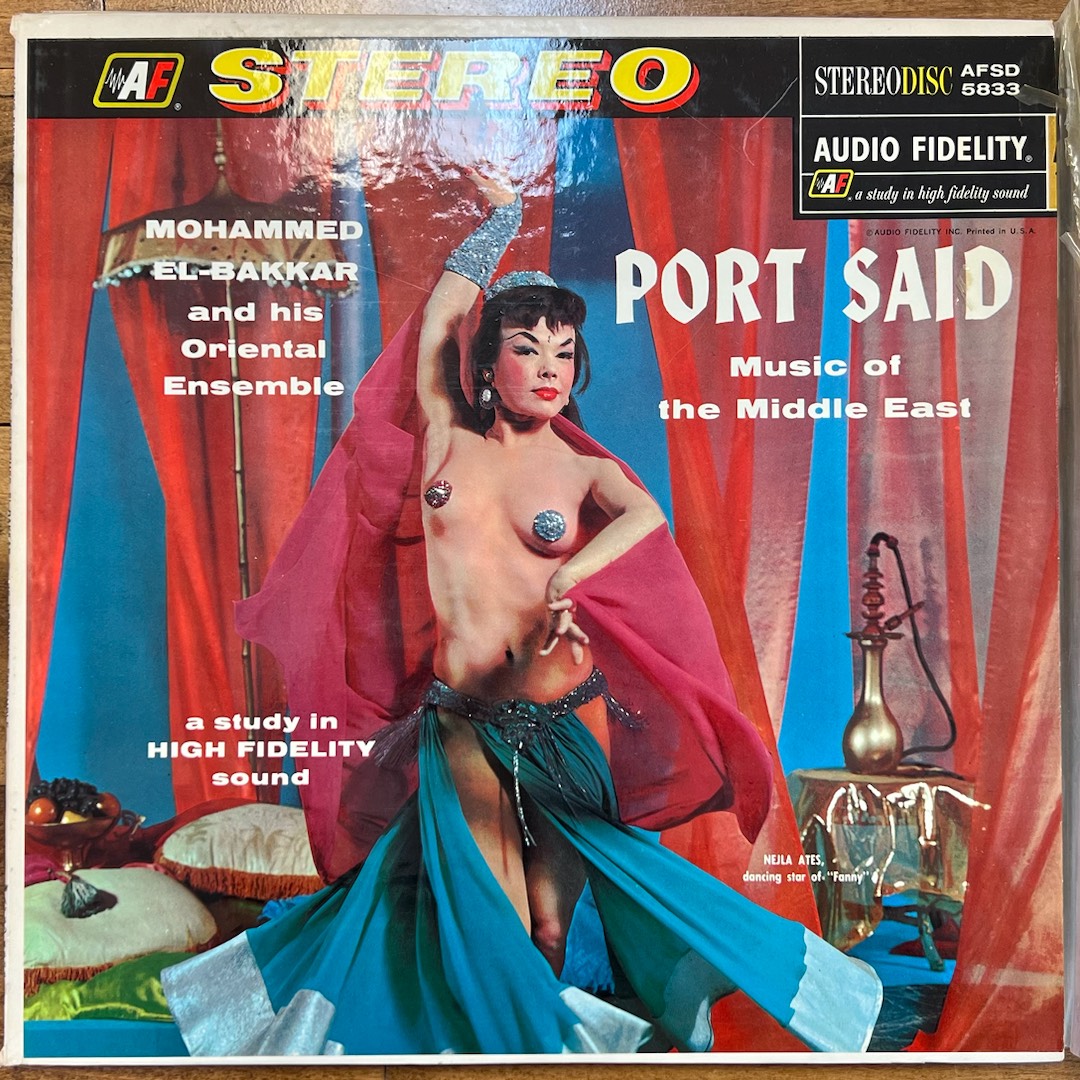 AF®
STEREO
STEREODISC AFSD
5833
AUDIO FIDELITY®
AF® a study in high fidelity sound
©AUDIO FIDELITY INC. Printed in U.S.A.
MOHAMMED
EL-BAKKAR
and his
Oriental
Ensemble
PORT SAID
Music of
the Middle East
a study in
HIGH FIDELITY
sound
NEJLA ATES,
dancing star of "Fanny"